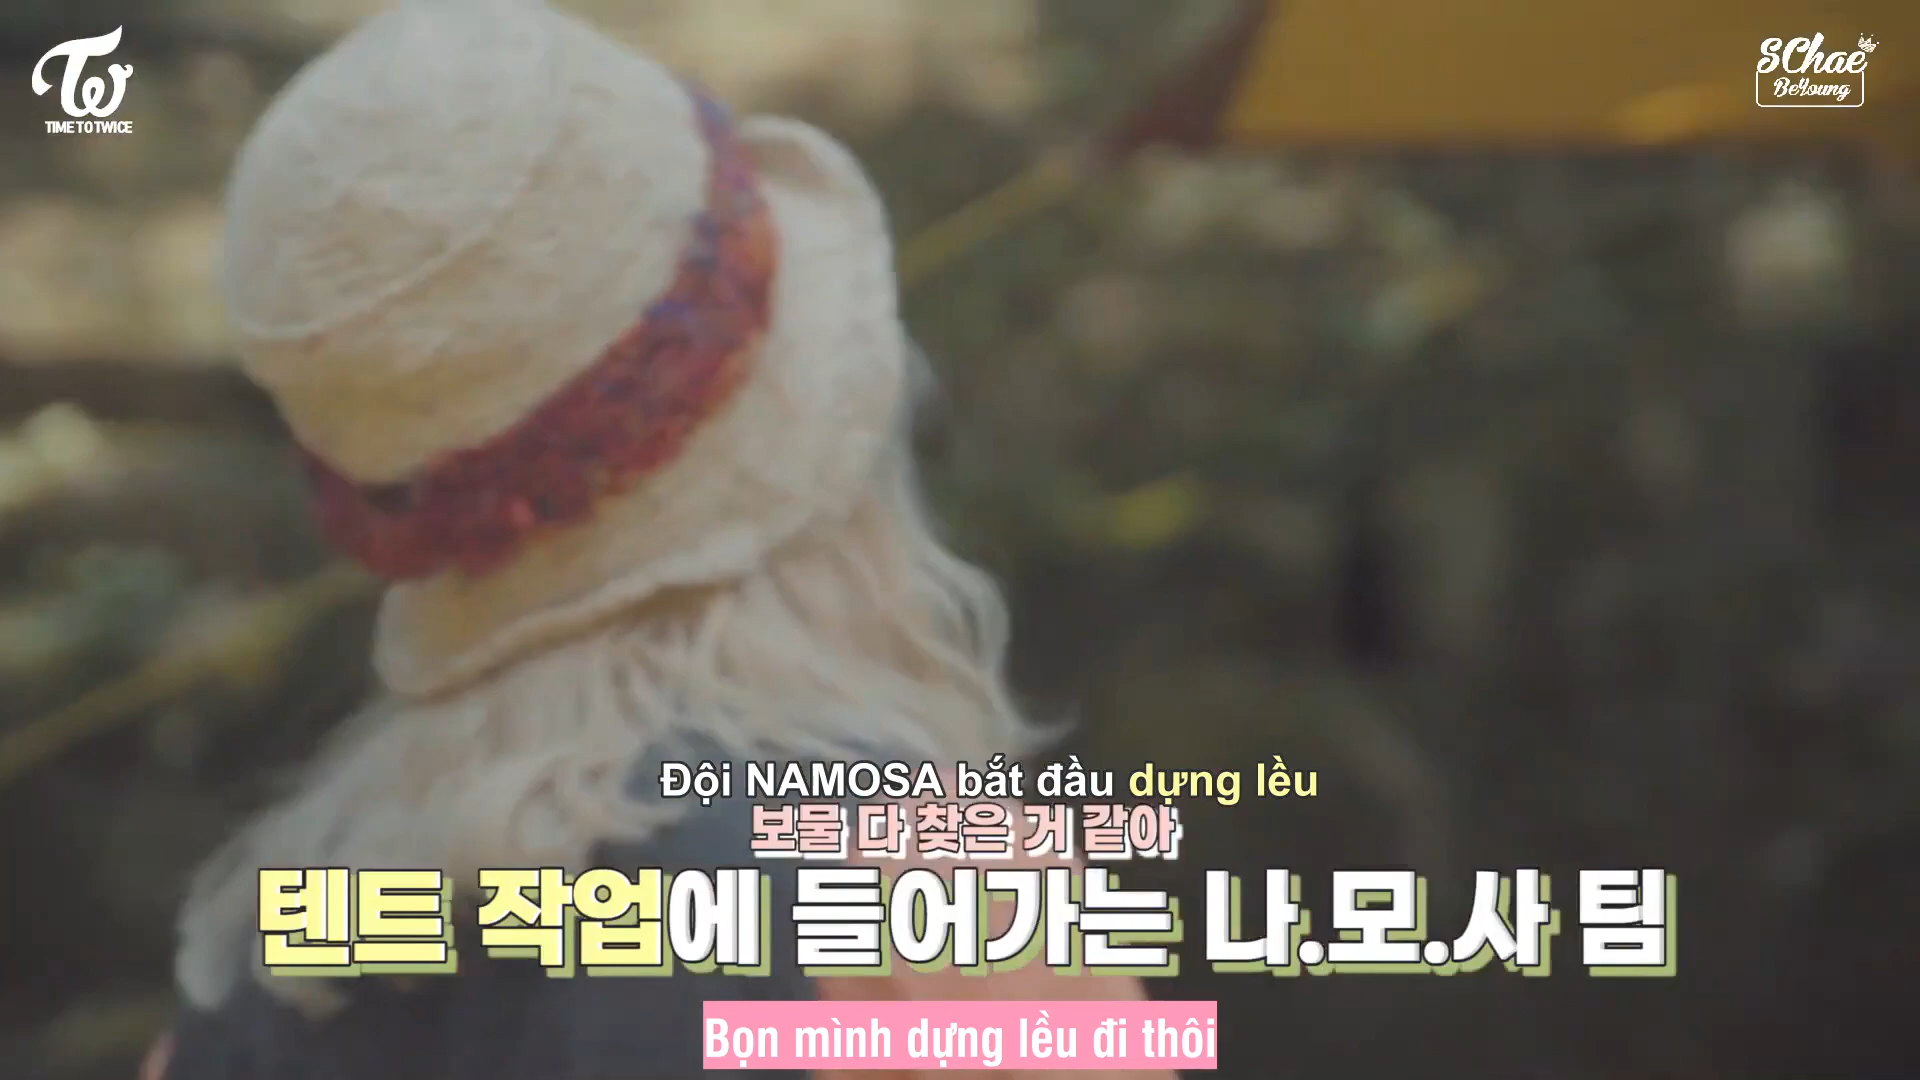 TW
TIME TO TWICE
SChae
BeYoung
Đội NAMOSA bắt đầu dựng lều
보물 다 찾은 거 같아
텐트 작업에 들어가는 나.모.사 팀
Bọn mình dựng lều đi thôi